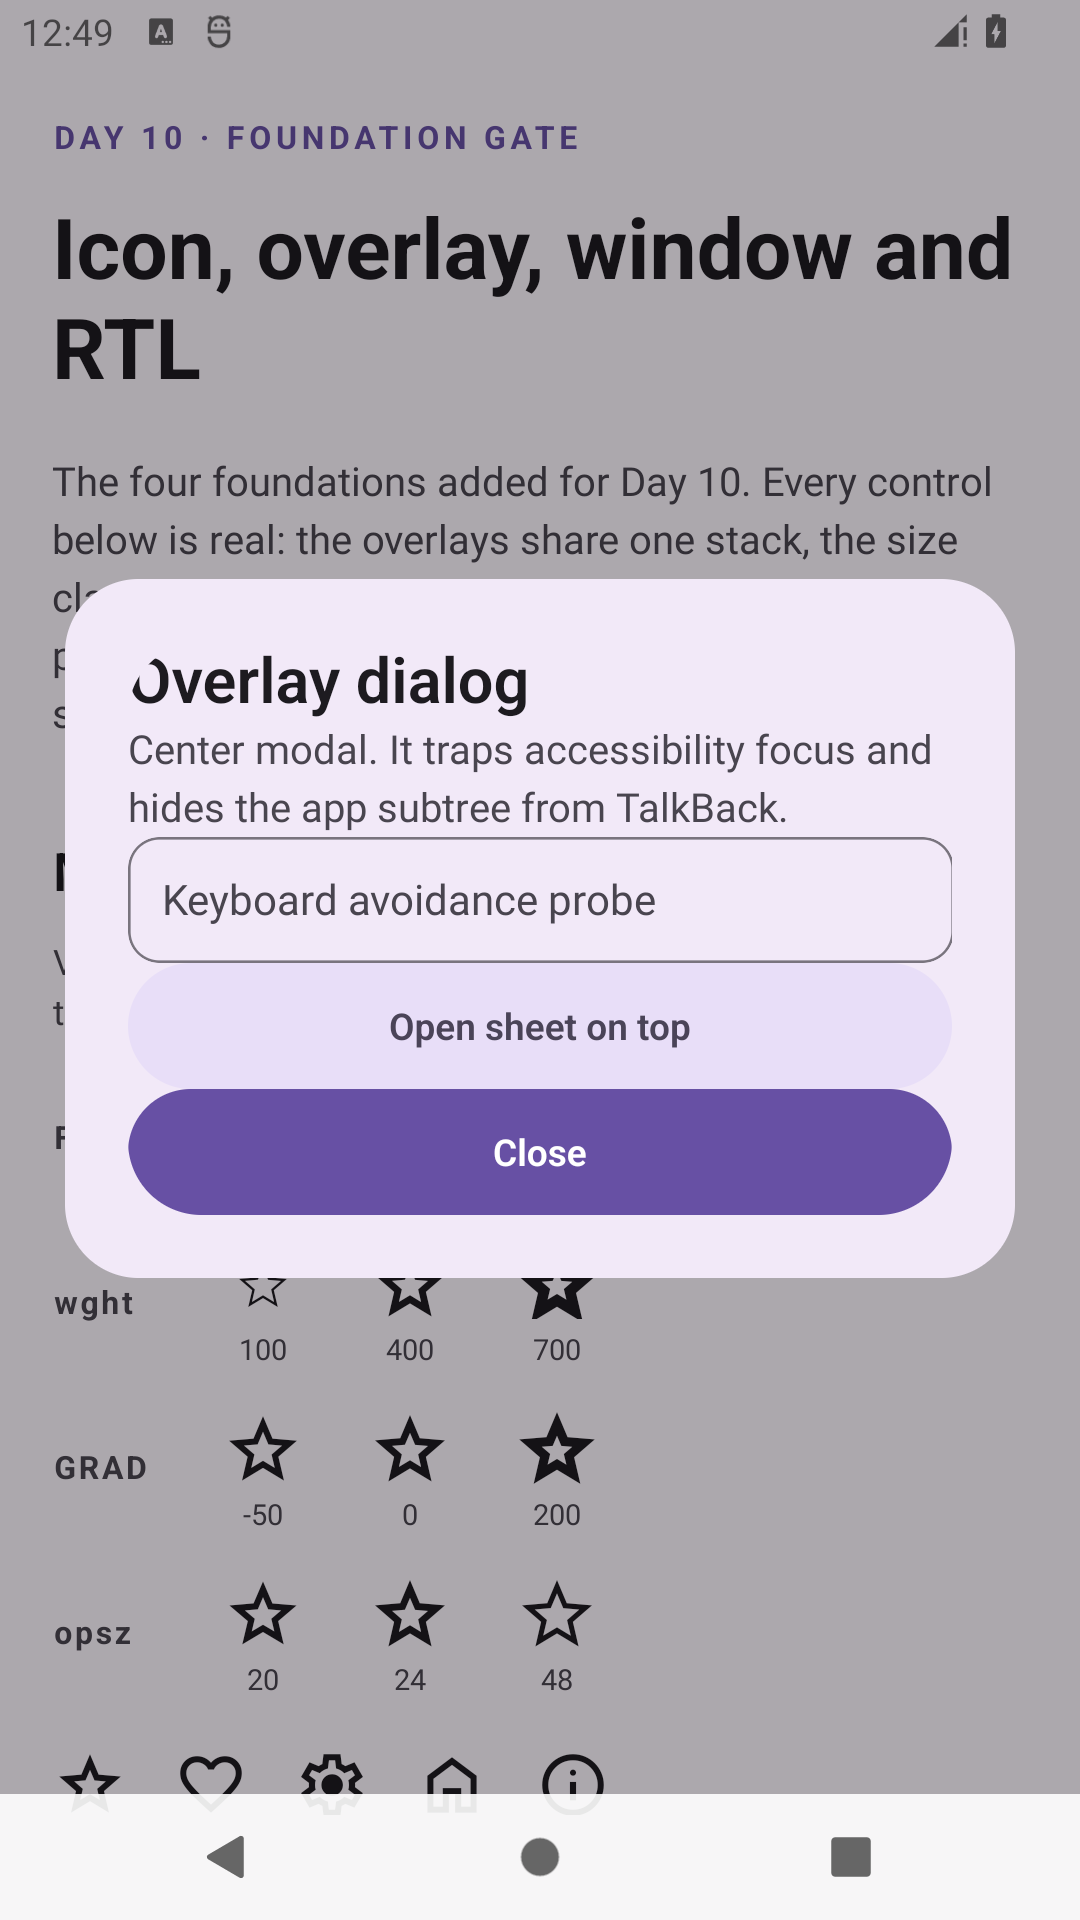 12:49
DAY 10 · FOUNDATION GATE
Icon, overlay, window and
RTL
The four foundations added for Day 10. Every control
below is real: the overlays share one stack, the size
Overlay dialog
Center modal. It traps accessibility focus and
hides the app subtree from TalkBack.
Keyboard avoidance probe
Open sheet on top
Close
wght
100 400 700
GRAD
-50 0 200
opsz
20 24 48